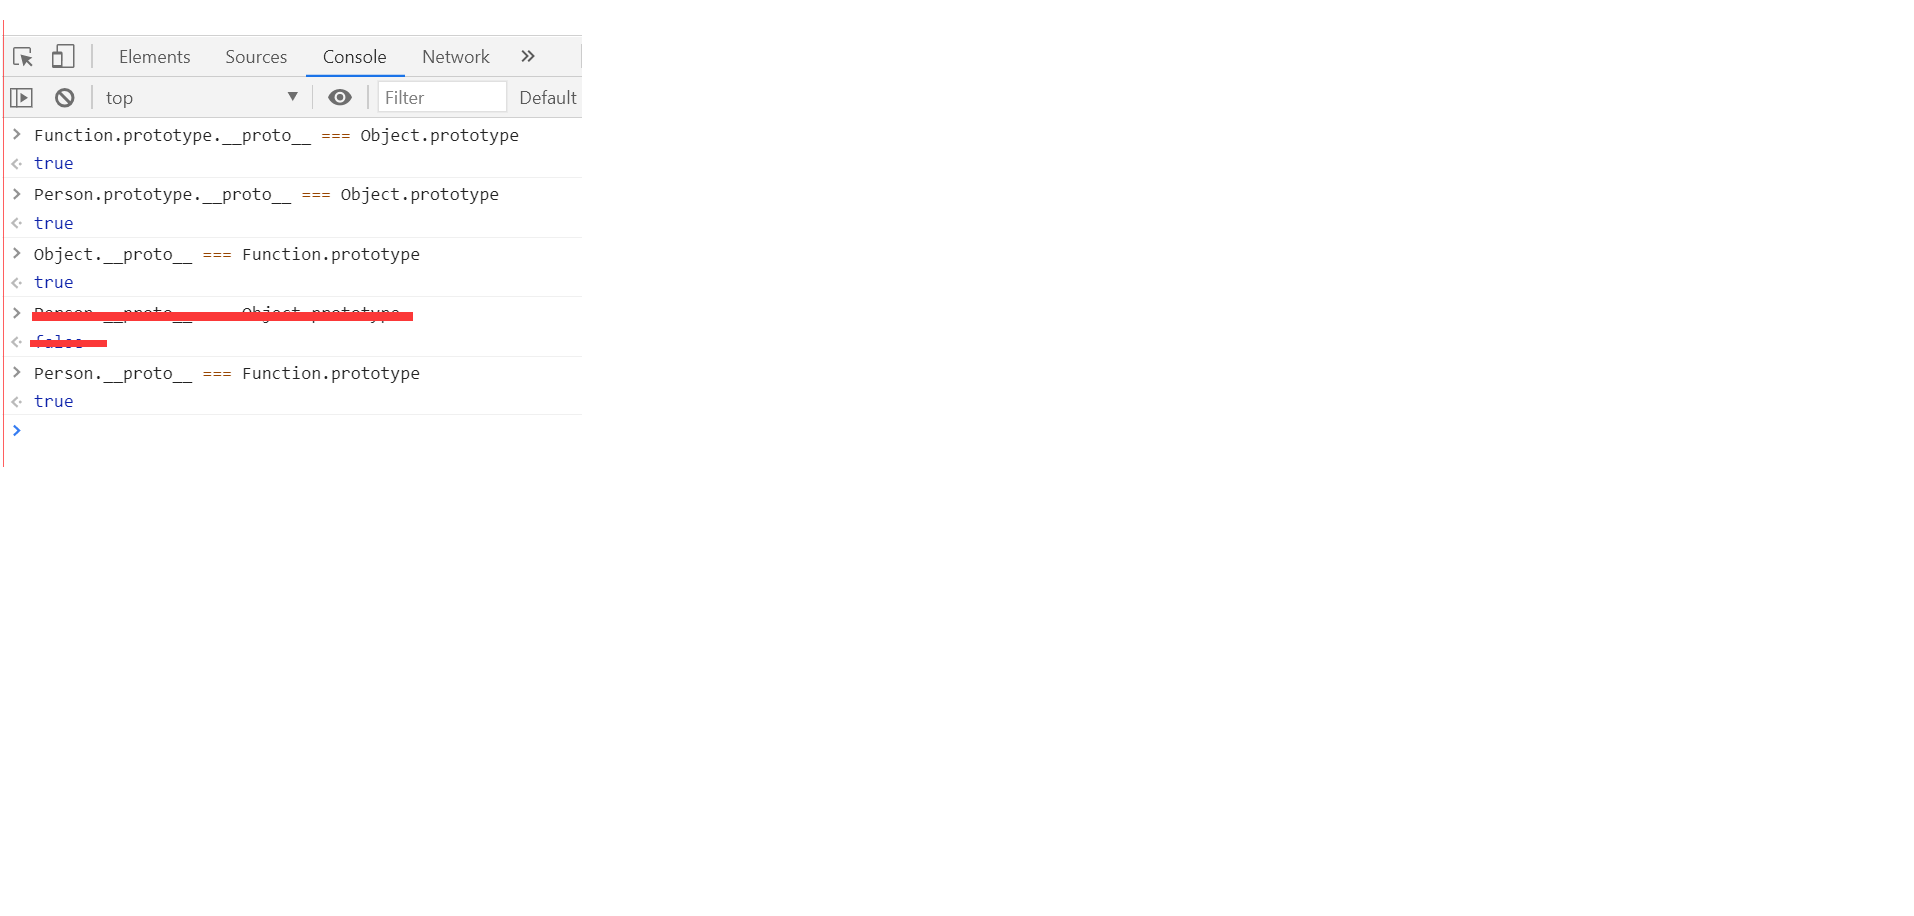 Elements Sources Console Network »
top Filter Default
> Function.prototype.__proto__ === Object.prototype
true
> Person.prototype.__proto__ === Object.prototype
true
> Object.__proto__ === Function.prototype
true
> Person.__proto__ === Object.prototype
false
> Person.__proto__ === Function.prototype
true
>